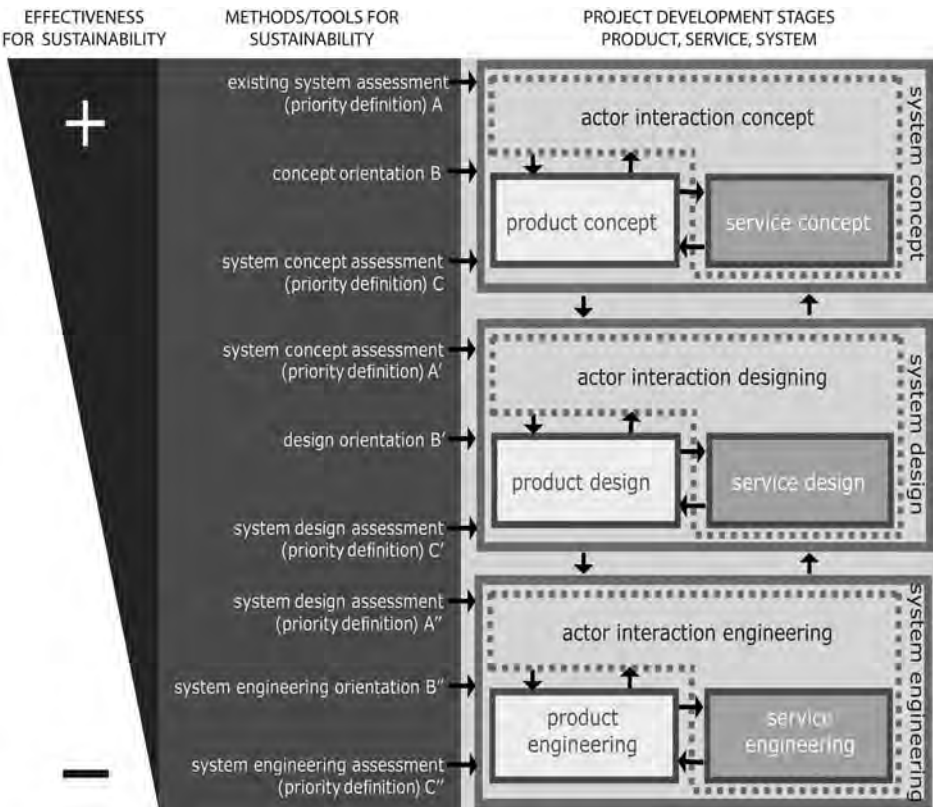 EFFECTIVENESS
FOR SUSTAINABILITY
METHODS/TOOLS FOR
SUSTAINABILITY
PROJECT DEVELOPMENT STAGES
PRODUCT, SERVICE, SYSTEM
+
existing system assessment
(priority definition) A
concept orientation B
system concept assessment
(priority definition) C
actor interaction concept
product concept
service concept
system concept
system concept assessment
(priority definition) A'
design orientation B'
system design assessment
(priority definition) C'
actor interaction designing
product design
service design
system design
system design assessment
(priority definition) A"
system engineering orientation B"
system engineering assessment
(priority definition) C"
actor interaction engineering
product
engineering
service
engineering
system engineering
−